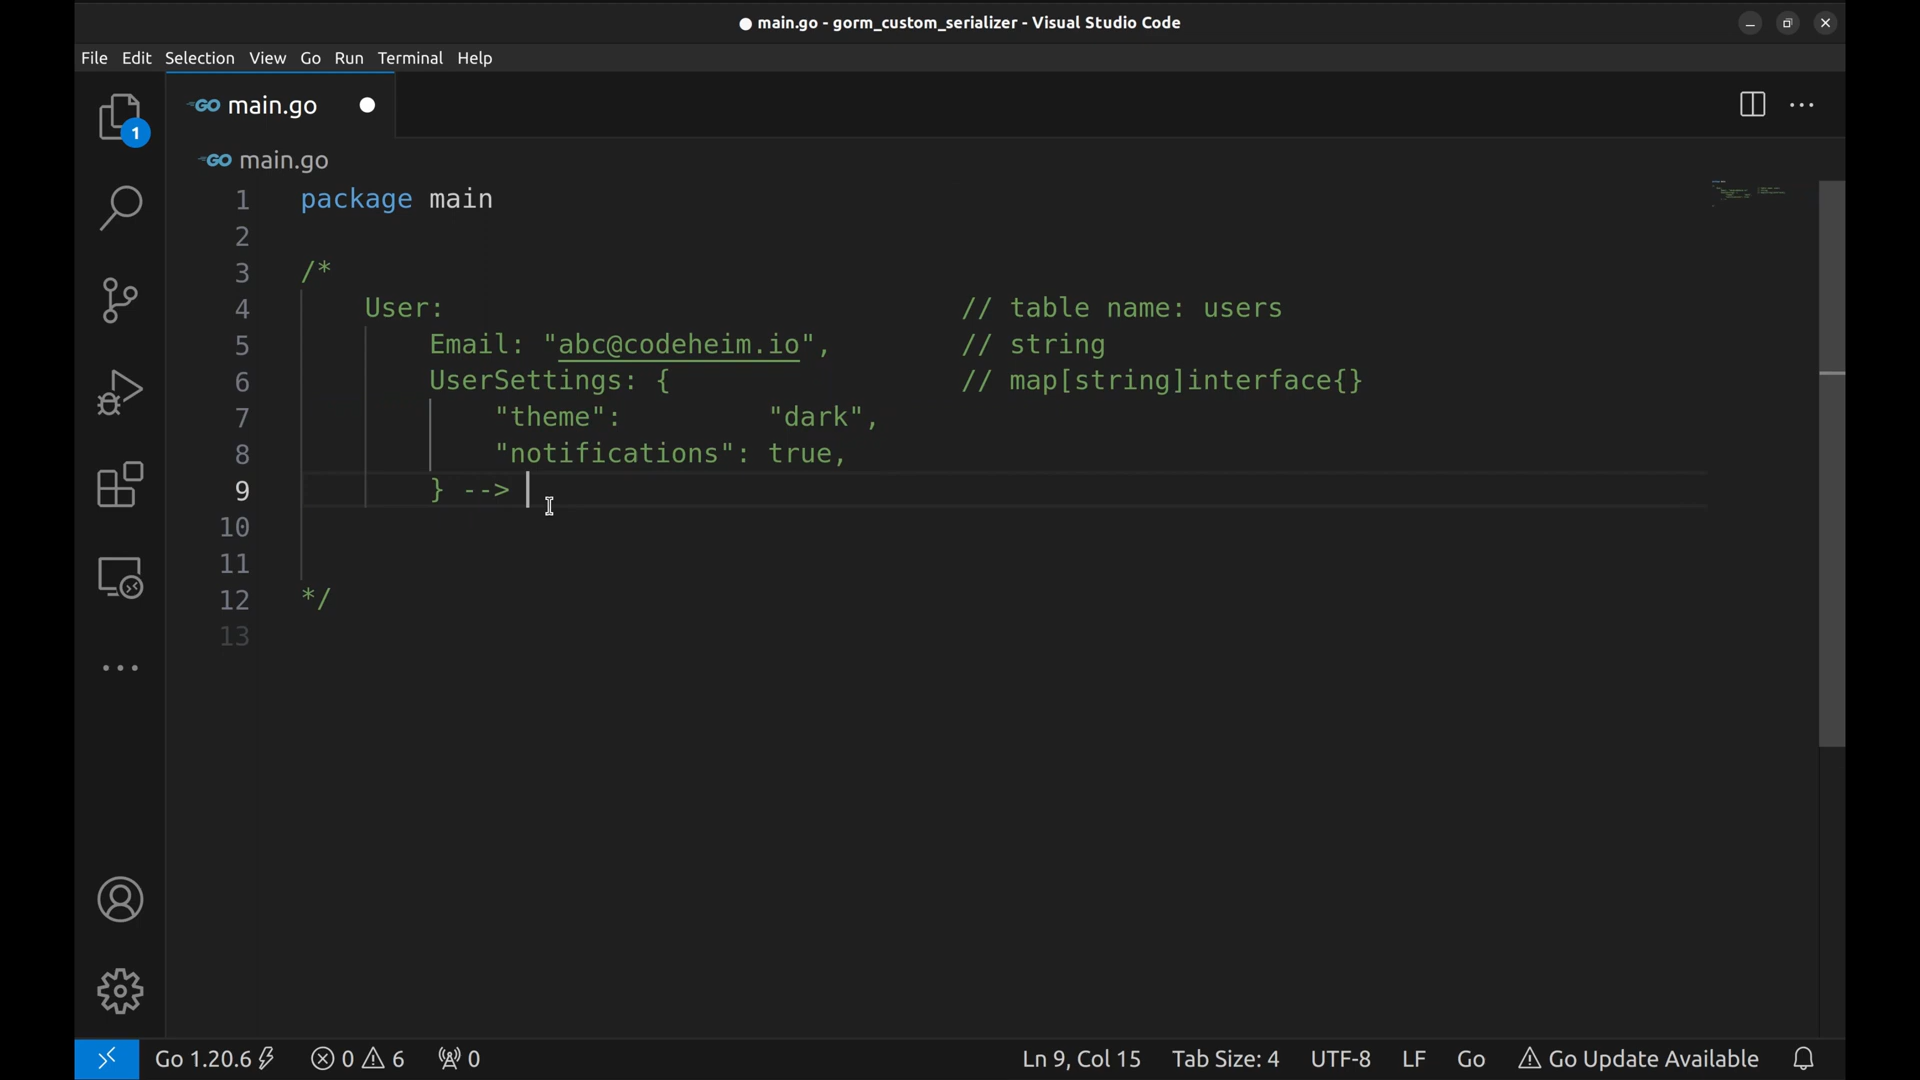 ● main.go - gorm_custom_serializer - Visual Studio Code
File Edit Selection View Go Run Terminal Help
GO main.go
1
GO main.go
1 package main
2
3 /*
4 User: // table name: users
5 Email: "abc@codeheim.io", // string
6 UserSettings: { // map[string]interface{}
7 "theme": "dark",
8 "notifications": true,
9 } -->
10
11
12 */
13
Go 1.20.6 0 6 0 Ln 9, Col 15 Tab Size: 4 UTF-8 LF Go Go Update Available